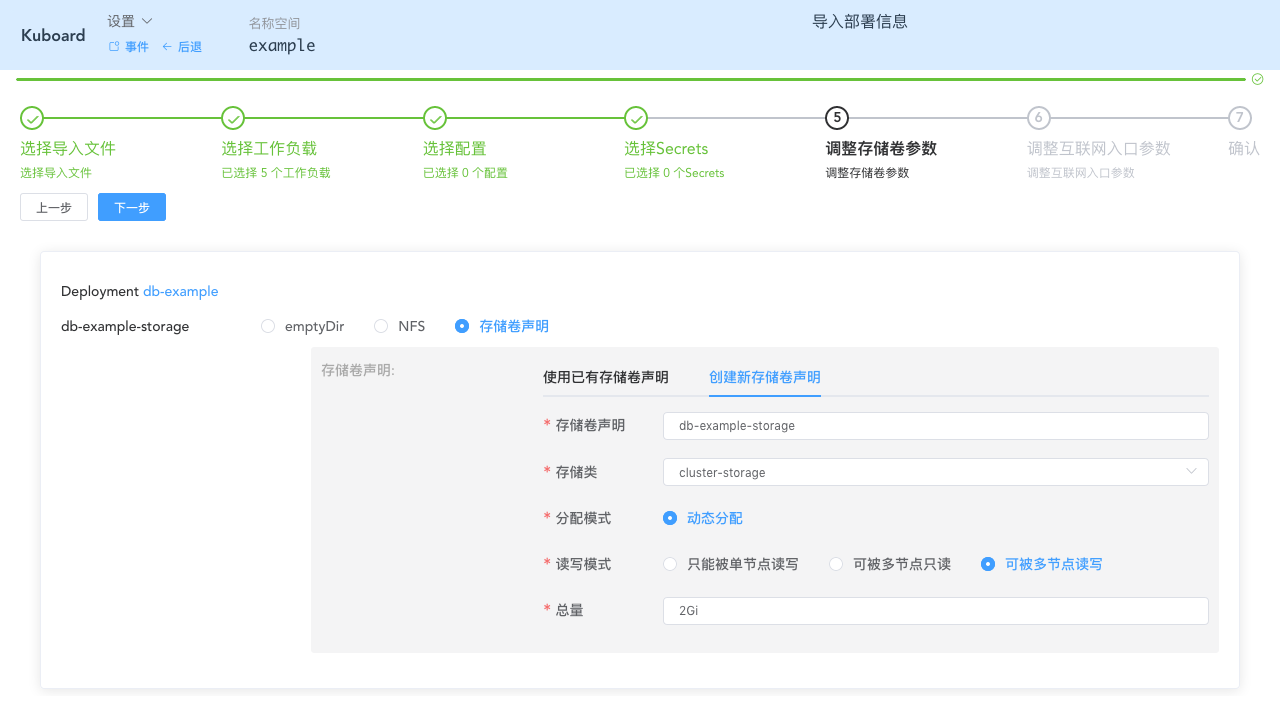 Kuboard
设置
事件 后退
名称空间
example
导入部署信息
5 6 7
选择导入文件 选择工作负载 选择配置 选择Secrets 调整存储卷参数 调整互联网入口参数 确认
选择导入文件 已选择 5 个工作负载 已选择 0 个配置 已选择 0 个Secrets 调整存储卷参数 调整互联网入口参数
上一步 下一步
Deployment db-example
db-example-storage emptyDir NFS 存储卷声明
存储卷声明: 使用已有存储卷声明 创建新存储卷声明
* 存储卷声明 db-example-storage
* 存储类 cluster-storage
* 分配模式 动态分配
* 读写模式 只能被单节点读写 可被多节点只读 可被多节点读写
* 总量 2Gi